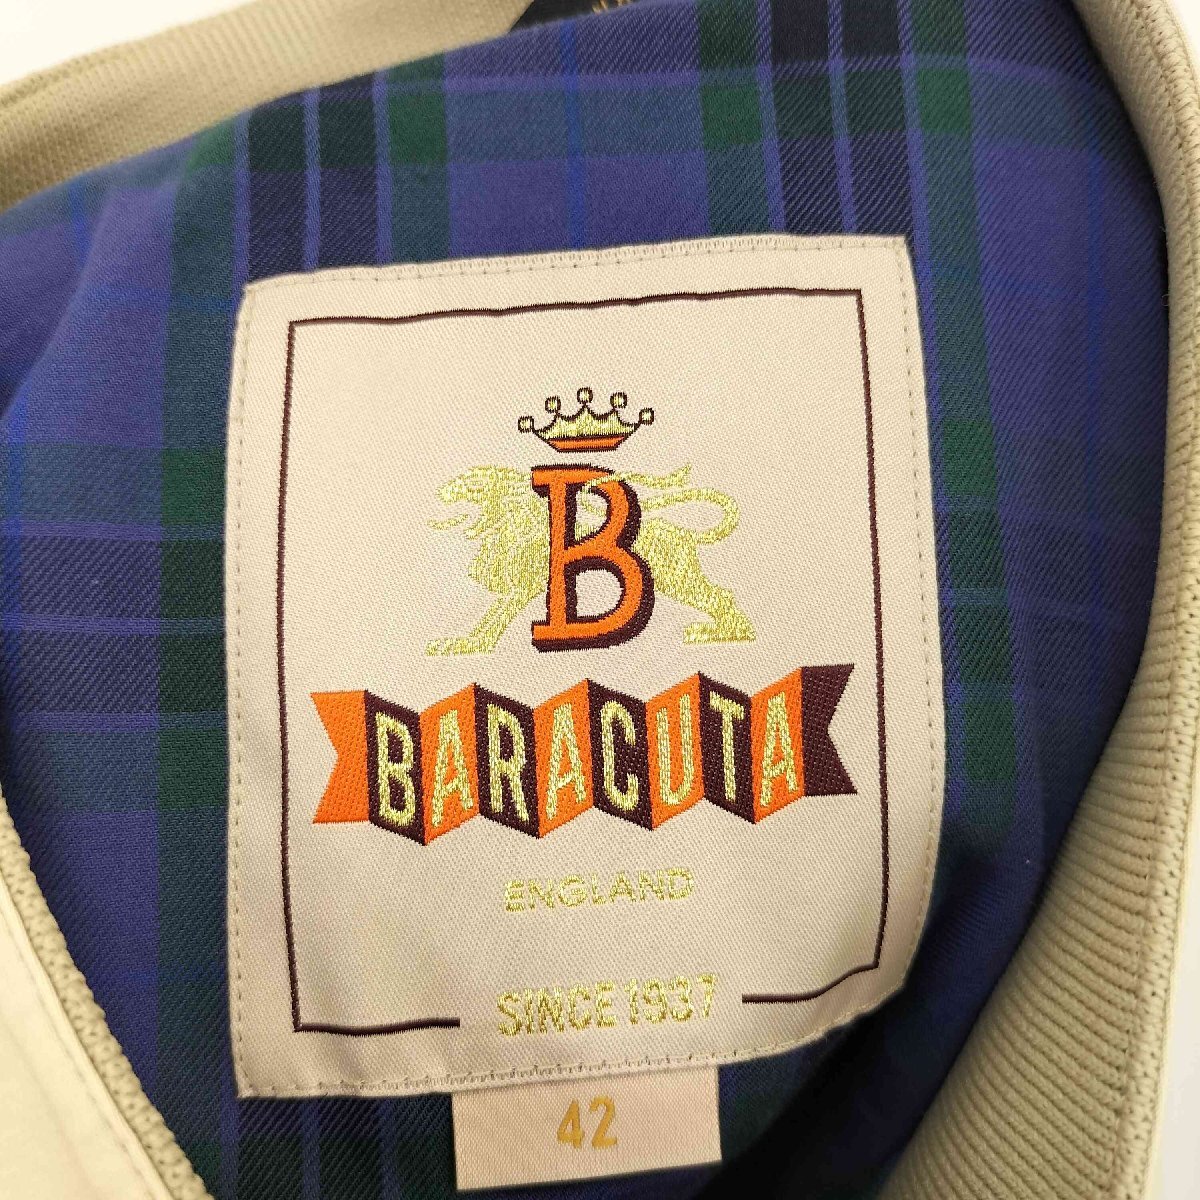 B
BARACUTA
ENGLAND
SINCE 1937
42